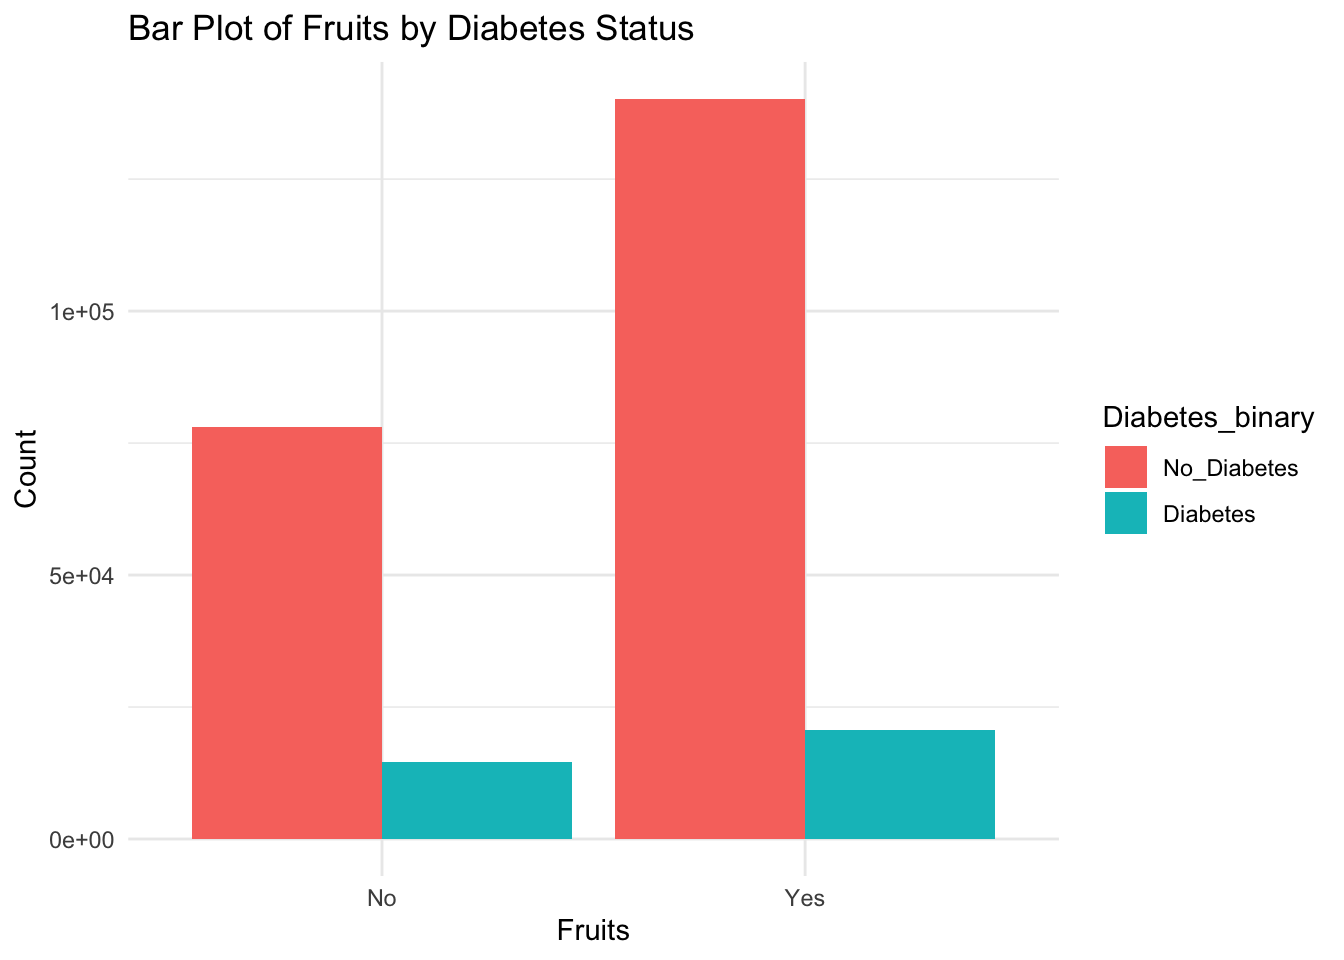 Bar Plot of Fruits by Diabetes Status
1e+05
5e+04
0e+00
Count
No
Yes
Fruits
Diabetes_binary
No_Diabetes
Diabetes